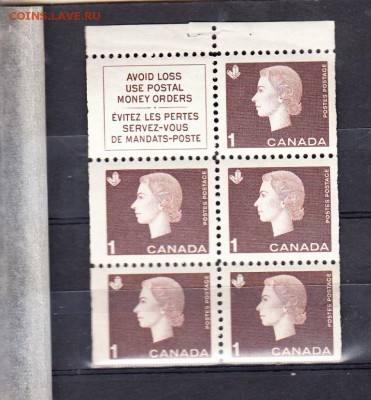 COINS.LAVE.RU
AVOID LOSS
USE POSTAL
MONEY ORDERS
ÉVITEZ LES PERTES
SERVEZ-VOUS
DE MANDATS-POSTE
POSTES POSTAGE
1 CANADA
POSTES POSTAGE
1 CANADA
POSTES POSTAGE
1 CANADA
POSTES POSTAGE
1 CANADA
POSTES POSTAGE
1 CANADA